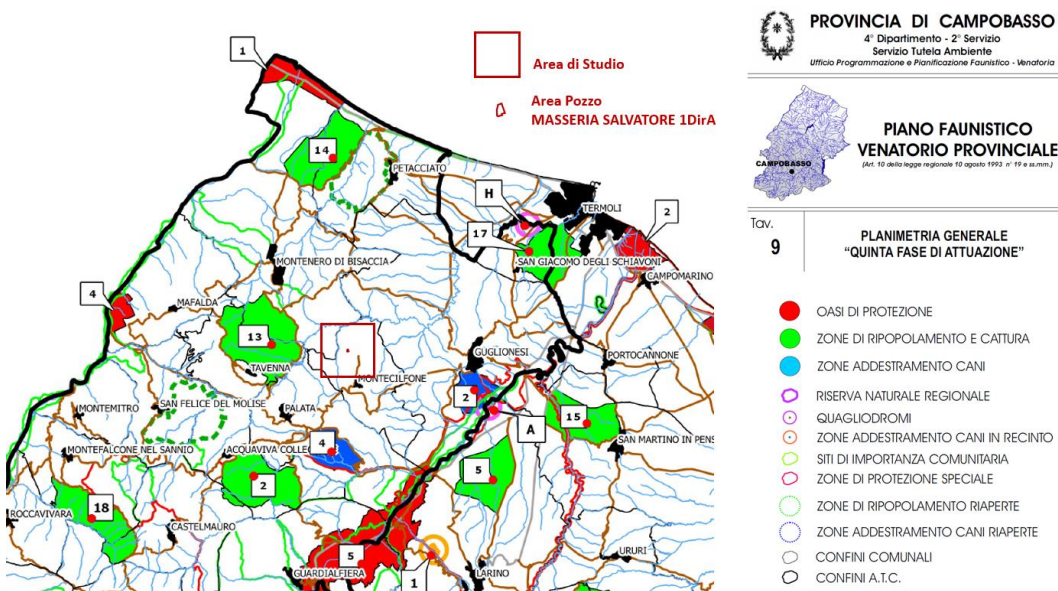 1
Area di Studio
Area Pozzo
MASSERIA SALVATORE 1DirA
14
PETACCIATO
H
TERMOLI
17
2
SAN GIACOMO DEGLI SCHIAVONI
CAMPOMARINO
MONTENERO DI BISACCIA
4
MAFALDA
13
TAVENNA
GUGLIONESI
PORTOCANNONE
MONTECILFONE
2
MONTEMITRO
SAN FELICE DEL MOLISE
PALATA
A
15
SAN MARTINO IN PENS
MONTEFALCONE NEL SANNIO
ACQUAVIVA COLLE
4
2
5
ROCCAVIVARA
18
CASTELMAURO
5
GUARDIALFIERA
1
LARINO
URURI
PROVINCIA DI CAMPOBASSO
4° Dipartimento - 2° Servizio
Servizio Tutela Ambiente
Ufficio Programmazione e Pianificazione Faunistico - Venatoria
CAMPOBASSO
PIANO FAUNISTICO
VENATORIO PROVINCIALE
(Art. 10 della legge regionale 10 agosto 1993 n° 19 e ss.mm.)
Tav.
9
PLANIMETRIA GENERALE
“QUINTA FASE DI ATTUAZIONE”
OASI DI PROTEZIONE
ZONE DI RIPOPOLAMENTO E CATTURA
ZONE ADDESTRAMENTO CANI
RISERVA NATURALE REGIONALE
QUAGLIODROMI
ZONE ADDESTRAMENTO CANI IN RECINTO
SITI DI IMPORTANZA COMUNITARIA
ZONE DI PROTEZIONE SPECIALE
ZONE DI RIPOPOLAMENTO RIAPERTE
ZONE ADDESTRAMENTO CANI RIAPERTE
CONFINI COMUNALI
CONFINI A.T.C.